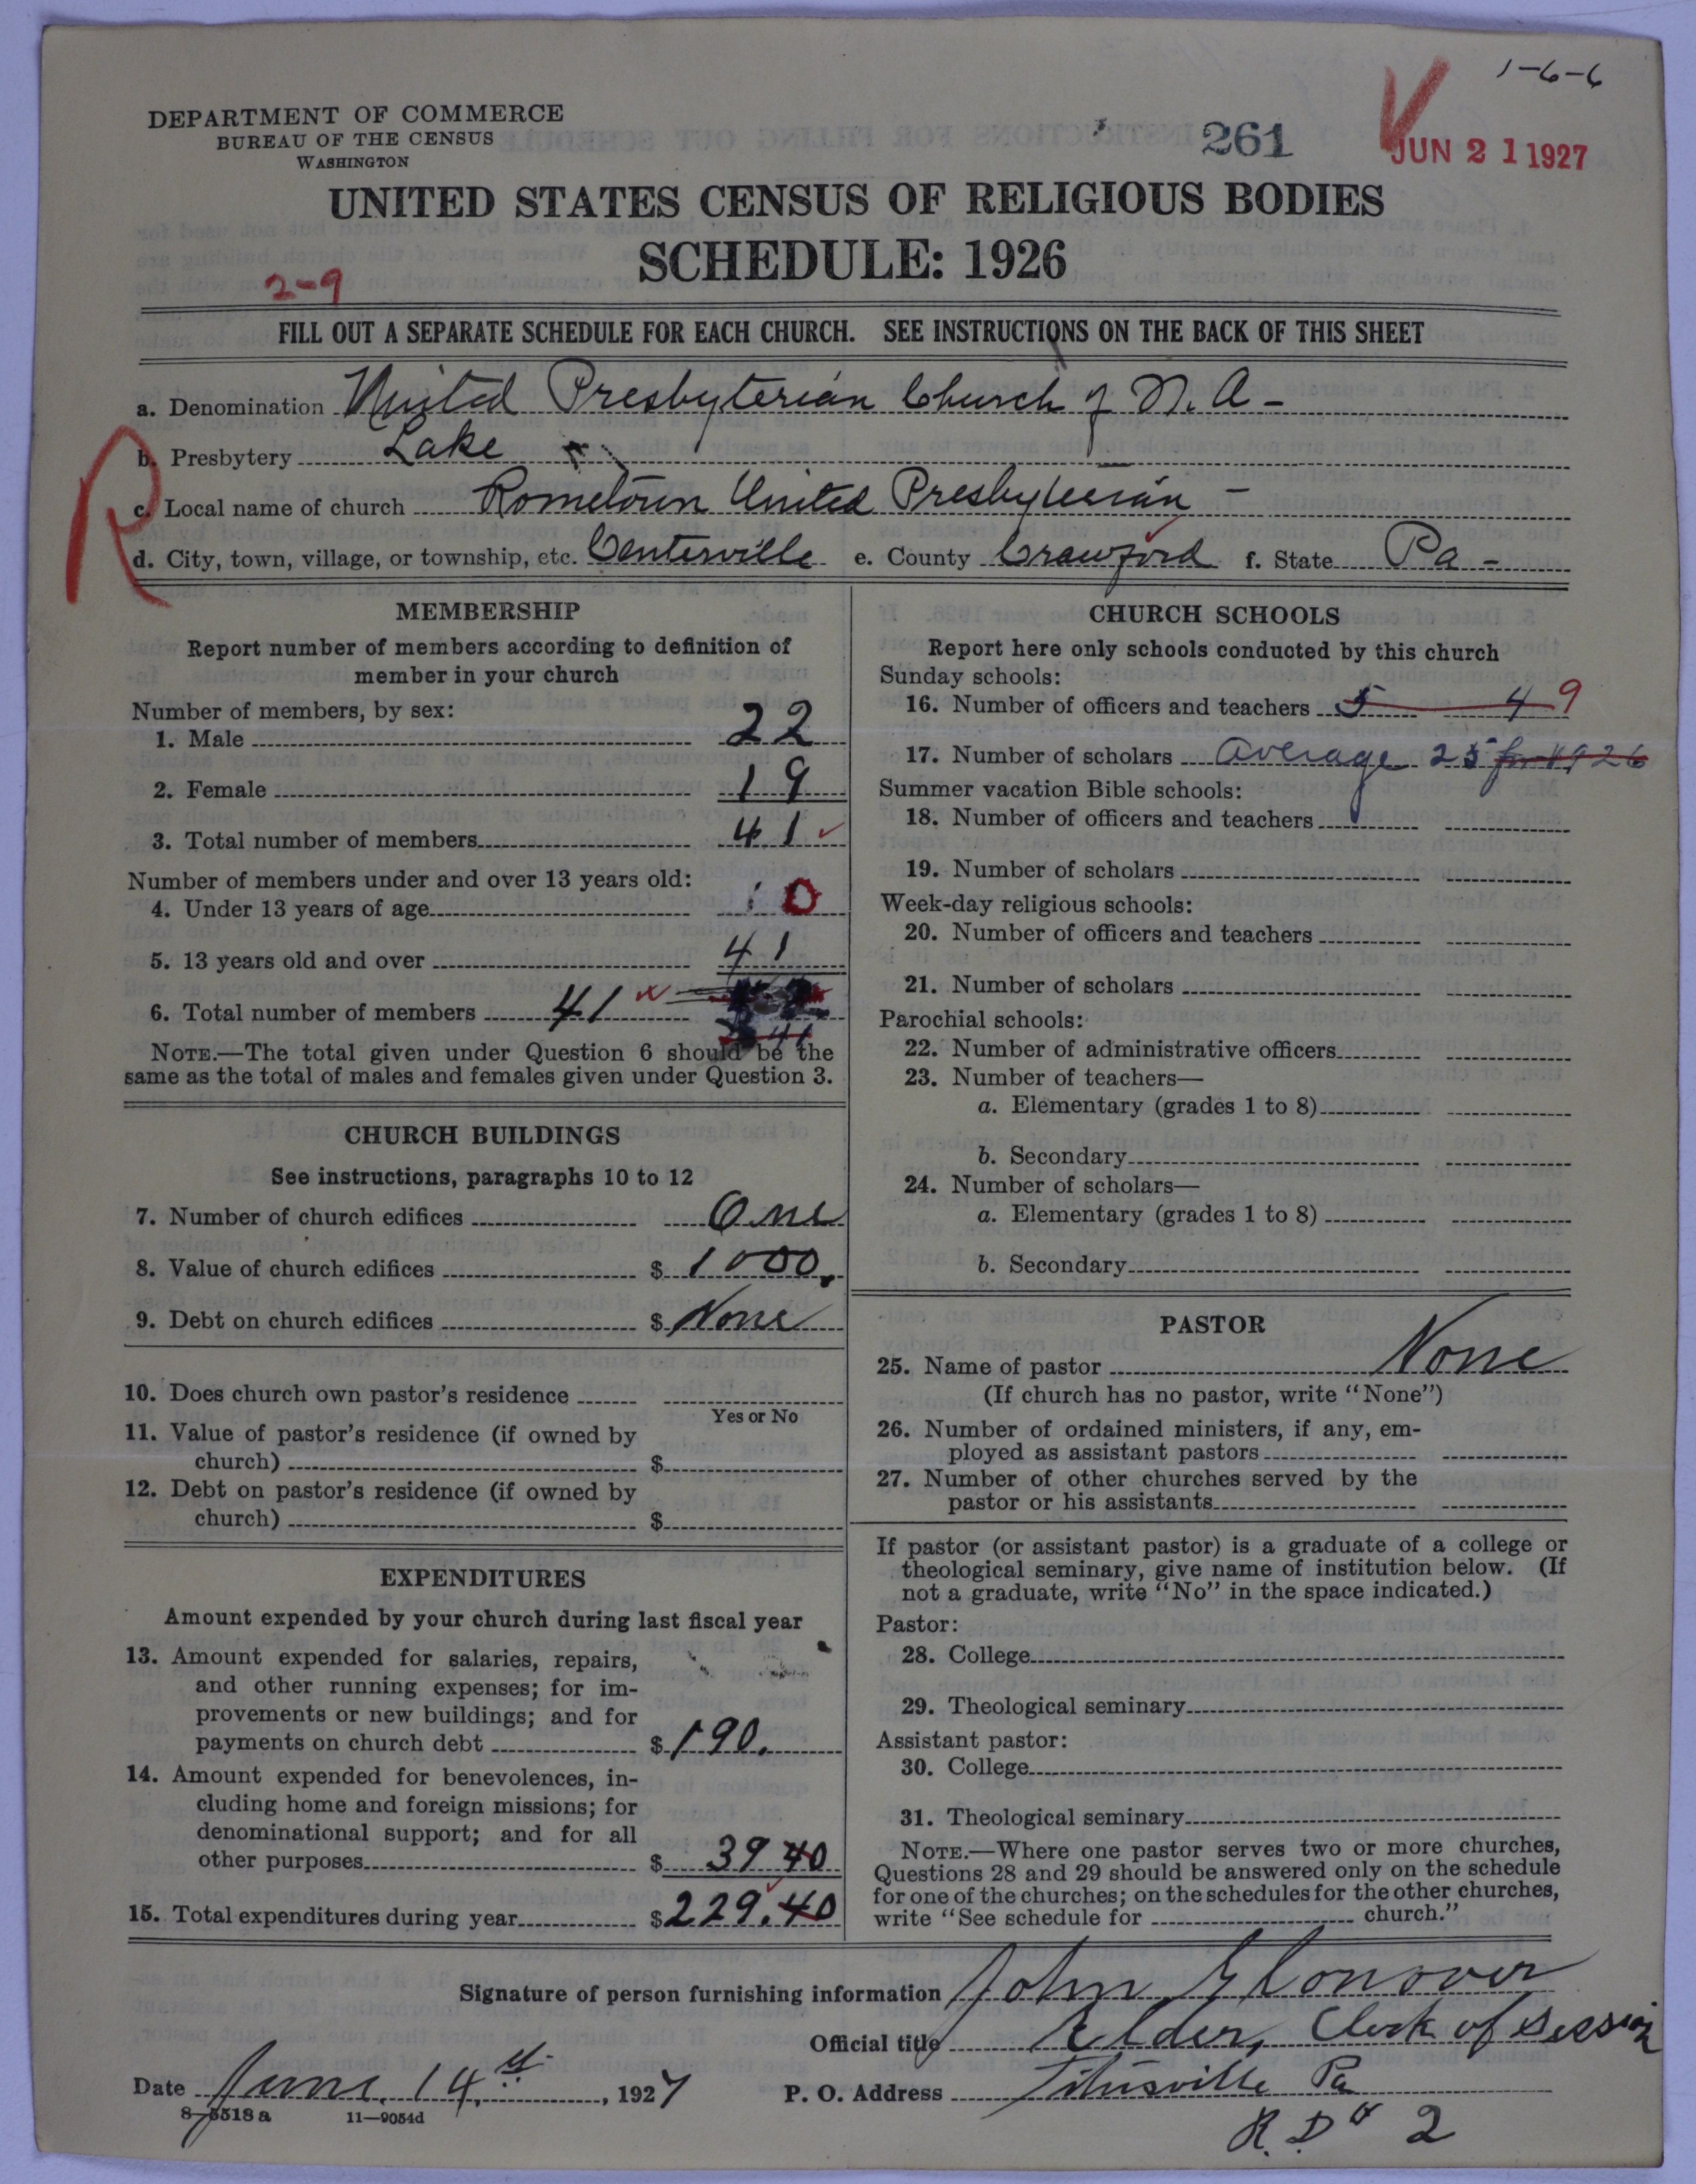 1-6-6
DEPARTMENT OF COMMERCE
BUREAU OF THE CENSUS
WASHINGTON
261
JUN 21 1927
UNITED STATES CENSUS OF RELIGIOUS BODIES
SCHEDULE: 1926
2-9
FILL OUT A SEPARATE SCHEDULE FOR EACH CHURCH. SEE INSTRUCTIONS ON THE BACK OF THIS SHEET
a. Denomination United Presbyterian Church of N. A -
b. Presbytery Lake
R
c. Local name of church Rometown United Presbyterian -
d. City, town, village, or township, etc. Centerville e. County Crawford f. State Pa -
MEMBERSHIP
Report number of members according to definition of
member in your church
Number of members, by sex:
1. Male 22
2. Female 19
3. Total number of members 41
Number of members under and over 13 years old:
4. Under 13 years of age 0
5. 13 years old and over 41
6. Total number of members 41
41
NOTE.—The total given under Question 6 should be the
same as the total of males and females given under Question 3.
CHURCH BUILDINGS
See instructions, paragraphs 10 to 12
7. Number of church edifices One
8. Value of church edifices $ 1000.
9. Debt on church edifices $ None
10. Does church own pastor's residence
Yes or No
11. Value of pastor's residence (if owned by
church) $
12. Debt on pastor's residence (if owned by
church) $
EXPENDITURES
Amount expended by your church during last fiscal year
13. Amount expended for salaries, repairs,
and other running expenses; for im-
provements or new buildings; and for
payments on church debt $ 190.
14. Amount expended for benevolences, in-
cluding home and foreign missions; for
denominational support; and for all
other purposes $ 39 40
15. Total expenditures during year $ 229.40
CHURCH SCHOOLS
Report here only schools conducted by this church
Sunday schools:
16. Number of officers and teachers 5 4 9
17. Number of scholars average 25 for 1926
Summer vacation Bible schools:
18. Number of officers and teachers
19. Number of scholars
Week-day religious schools:
20. Number of officers and teachers
21. Number of scholars
Parochial schools:
22. Number of administrative officers
23. Number of teachers—
a. Elementary (grades 1 to 8)
b. Secondary
24. Number of scholars—
a. Elementary (grades 1 to 8)
b. Secondary
PASTOR
25. Name of pastor None
(If church has no pastor, write "None")
26. Number of ordained ministers, if any, em-
ployed as assistant pastors
27. Number of other churches served by the
pastor or his assistants
If pastor (or assistant pastor) is a graduate of a college or
theological seminary, give name of institution below. (If
not a graduate, write "No" in the space indicated.)
Pastor:
28. College
29. Theological seminary
Assistant pastor:
30. College
31. Theological seminary
NOTE.—Where one pastor serves two or more churches,
Questions 28 and 29 should be answered only on the schedule
for one of the churches; on the schedules for the other churches,
write "See schedule for church."
Signature of person furnishing information John E Conover
Official title Elder, Clerk of Session
Date June 14th, 1927 P. O. Address Titusville Pa
8-5518a 11—9054d
R. D # 2